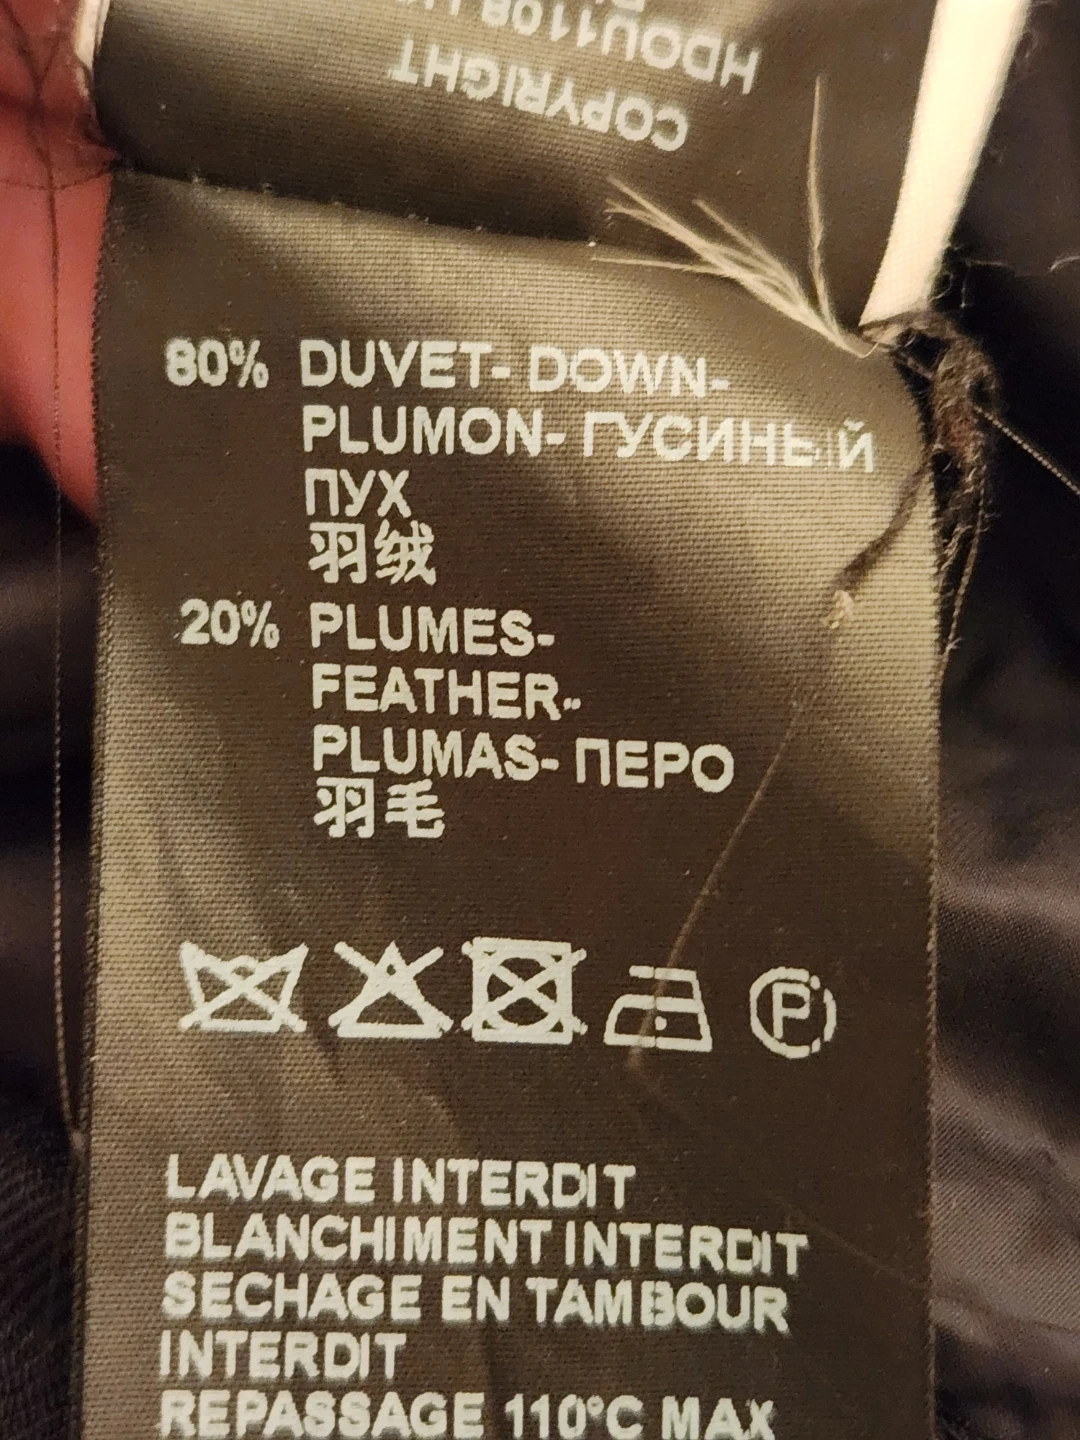 COPYRIGHT
80% DUVET- DOWN-
PLUMON- ГУСИНЫЙ
ПУХ
羽绒
20% PLUMES-
FEATHER-
PLUMAS- ПЕРО
羽毛
P
LAVAGE INTERDIT
BLANCHIMENT INTERDIT
SECHAGE EN TAMBOUR
INTERDIT
REPASSAGE 110°C MAX